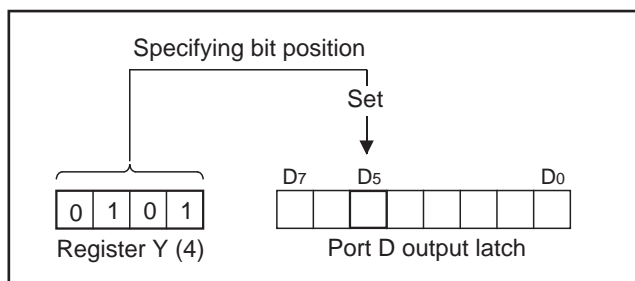 Specifying bit position
Set
D7 D5 D0
0 1 0 1
Register Y (4) Port D output latch